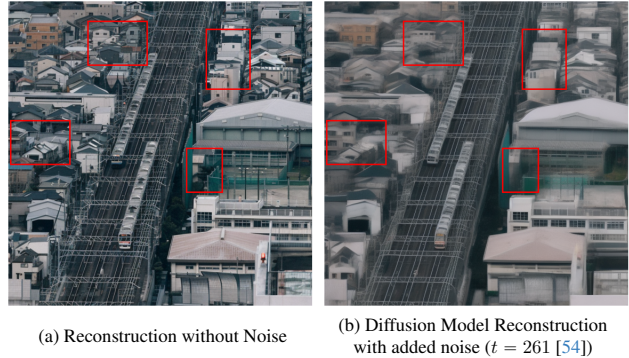 (a) Reconstruction without Noise
(b) Diffusion Model Reconstruction
with added noise (t = 261 [54])